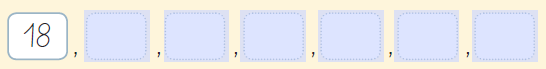 18 , , , , , ,